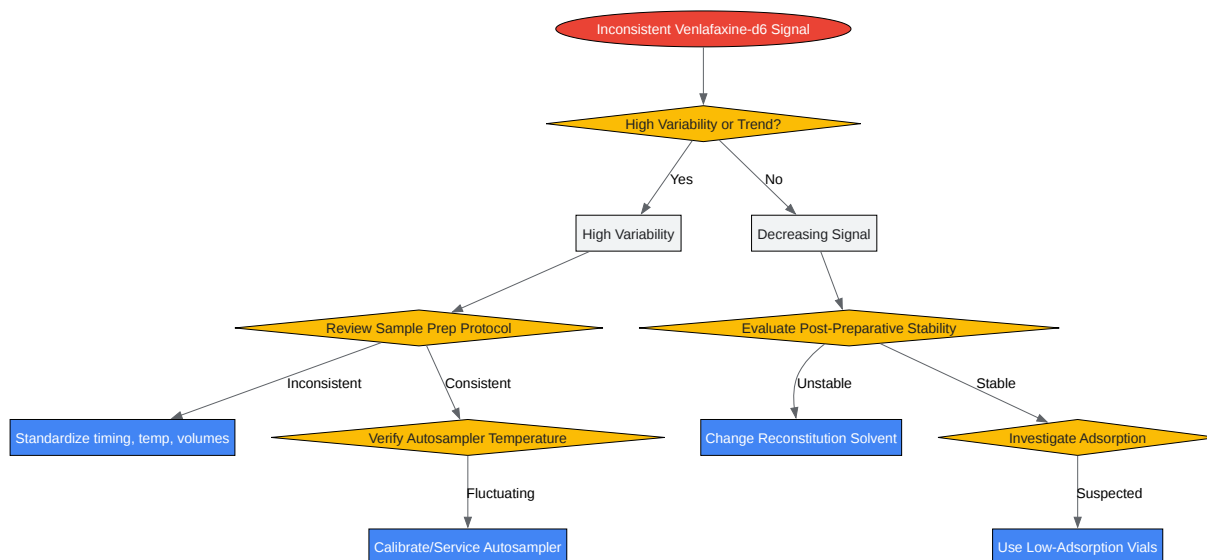 Inconsistent Venlafaxine-d6 Signal
High Variability or Trend?
Yes
No
High Variability
Decreasing Signal
Review Sample Prep Protocol
Evaluate Post-Preparative Stability
Inconsistent
Consistent
Unstable
Stable
Standardize timing, temp, volumes
Verify Autosampler Temperature
Change Reconstitution Solvent
Investigate Adsorption
Fluctuating
Suspected
Calibrate/Service Autosampler
Use Low-Adsorption Vials